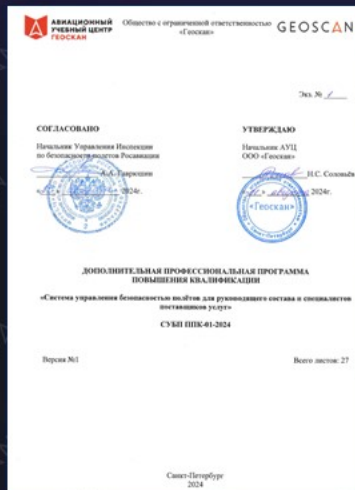 АВИАЦИОННЫЙ
УЧЕБНЫЙ ЦЕНТР
ГЕОСКАН
Общество с ограниченной ответственностью
«Геоскан»
GEOSCAN
Экз. №
СОГЛАСОВАНО
Начальник Управления Инспекции
по безопасности полетов Росавиации
2024г.
УТВЕРЖДАЮ
Начальник АУЦ
ООО «Геоскан»
Н.С. Соловьёв
2024г.
«Геоскан»
ДОПОЛНИТЕЛЬНАЯ ПРОФЕССИОНАЛЬНАЯ ПРОГРАММА
ПОВЫШЕНИЯ КВАЛИФИКАЦИИ
«Система управления безопасностью полётов для руководящего состава и специалистов
поставщиков услуг»
СУБП ППК-01-2024
Версия №1
Всего листов: 27
Санкт-Петербург
2024